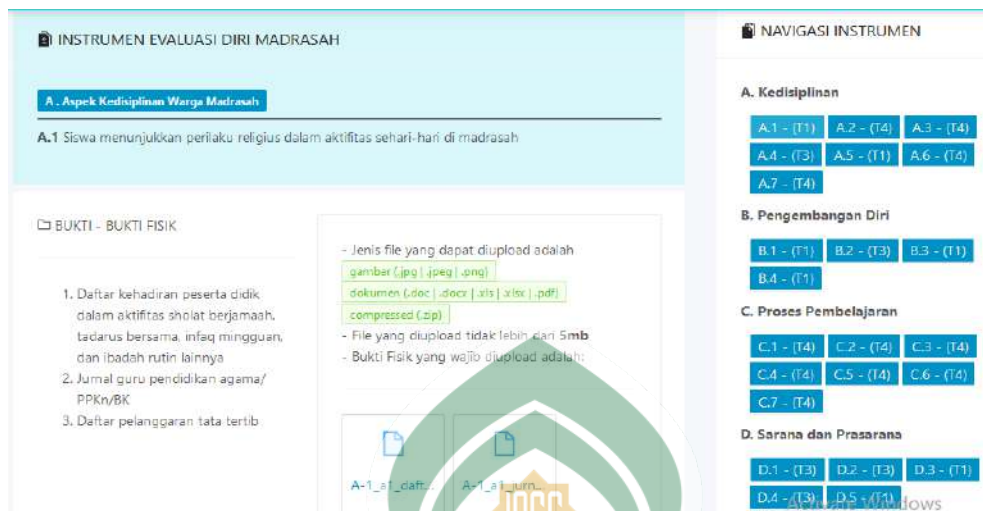 INSTRUMEN EVALUASI DIRI MADRASAH
A . Aspek Kedisiplinan Warga Madrasah
A.1 Siswa menunjukkan perilaku religius dalam aktifitas sehari-hari di madrasah
BUKTI - BUKTI FISIK
1. Daftar kehadiran peserta didik
dalam aktifitas sholat berjamaah,
tadarus bersama, infaq mingguan,
dan ibadah rutin lainnya
2. Jurnal guru pendidikan agama/
PPKn/BK
3. Daftar pelanggaran tata tertib
- Jenis file yang dapat diupload adalah
gambar (.jpg | .jpeg | .png)
dokumen (.doc | .docx | .xls | .xlsx | .pdf)
compressed (.zip)
- File yang diupload tidak lebih dari 5mb
- Bukti Fisik yang wajib diupload adalah:
A-1_a1_daft...
A-1_a1_jurn...
NAVIGASI INSTRUMEN
A. Kedisiplinan
A.1 - (T1) A.2 - (T4) A.3 - (T4)
A.4 - (T3) A.5 - (T1) A.6 - (T4)
A.7 - (T4)
B. Pengembangan Diri
B.1 - (T1) B.2 - (T3) B.3 - (T1)
B.4 - (T1)
C. Proses Pembelajaran
C.1 - (T4) C.2 - (T4) C.3 - (T4)
C.4 - (T4) C.5 - (T4) C.6 - (T4)
C.7 - (T4)
D. Sarana dan Prasarana
D.1 - (T3) D.2 - (T3) D.3 - (T1)
D.4 - (T3) D.5 - (T1)
Activate Windows